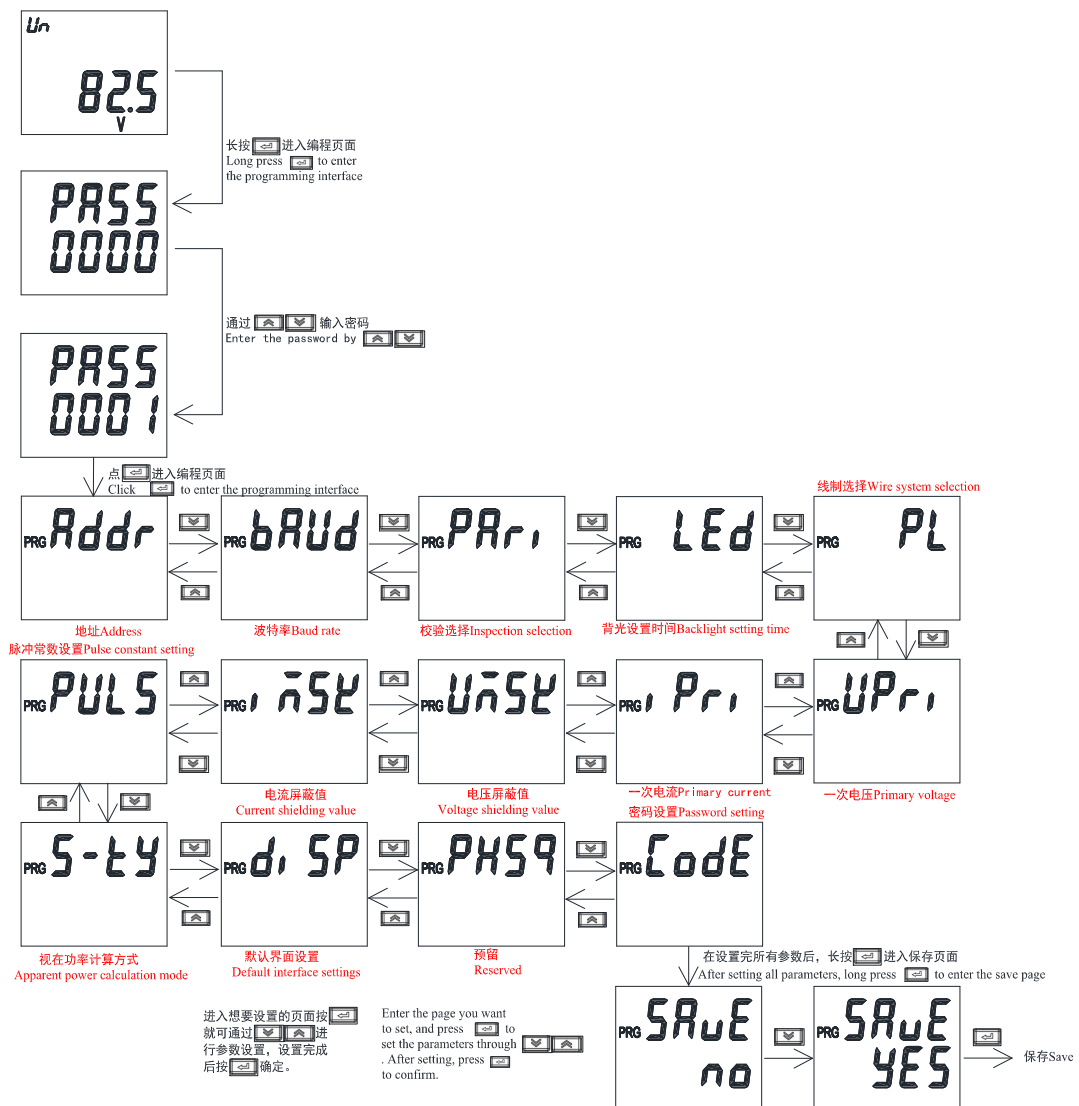 Un
82.5
V
长按 进入编程页面
Long press to enter
the programming interface
PASS
0000
通过 输入密码
Enter the password by
PASS
0001
点 进入编程页面
Click to enter the programming interface
线制选择Wire system selection
PRG Addr
PRG bAUd
PRG PAri
PRG LEd
PRG PL
地址Address
波特率Baud rate
校验选择Inspection selection
背光设置时间Backlight setting time
脉冲常数设置Pulse constant setting
PRG PULS
PRG i mSK
PRG UmSK
PRG i Pri
PRG UPri
电流屏蔽值
Current shielding value
电压屏蔽值
Voltage shielding value
一次电流Primary current
一次电压Primary voltage
密码设置Password setting
PRG S-ty
PRG di SP
PRG PHSq
PRG CodE
视在功率计算方式
Apparent power calculation mode
默认界面设置
Default interface settings
预留
Reserved
在设置完所有参数后，长按 进入保存页面
After setting all parameters, long press to enter the save page
进入想要设置的页面按
就可通过 进
行参数设置，设置完成
后按 确定。
Enter the page you want
to set, and press to
set the parameters through
. After setting, press
to confirm.
PRG SAvE
no
PRG SAvE
YES
保存Save